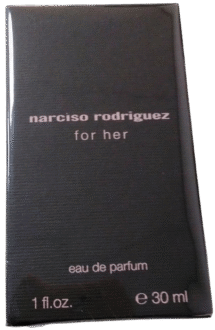 narciso rodriguez
for her
eau de parfum
1 fl.oz. ℮ 30 ml